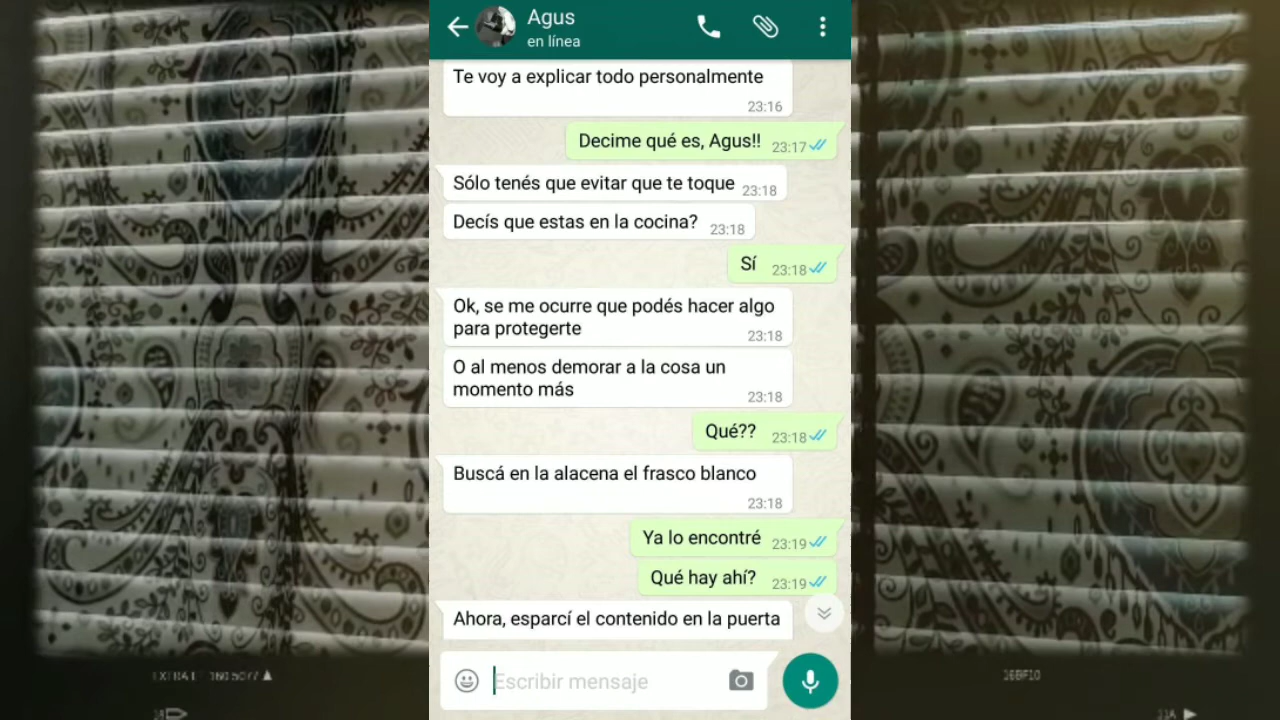 Agus
en línea
Te voy a explicar todo personalmente
23:16
Decime qué es, Agus!! 23:17
Sólo tenés que evitar que te toque 23:18
Decís que estas en la cocina? 23:18
Sí 23:18
Ok, se me ocurre que podés hacer algo
para protegerte
23:18
O al menos demorar a la cosa un
momento más
23:18
Qué?? 23:18
Buscá en la alacena el frasco blanco
23:18
Ya lo encontré 23:19
Qué hay ahí? 23:19
Ahora, esparcí el contenido en la puerta
Escribir mensaje